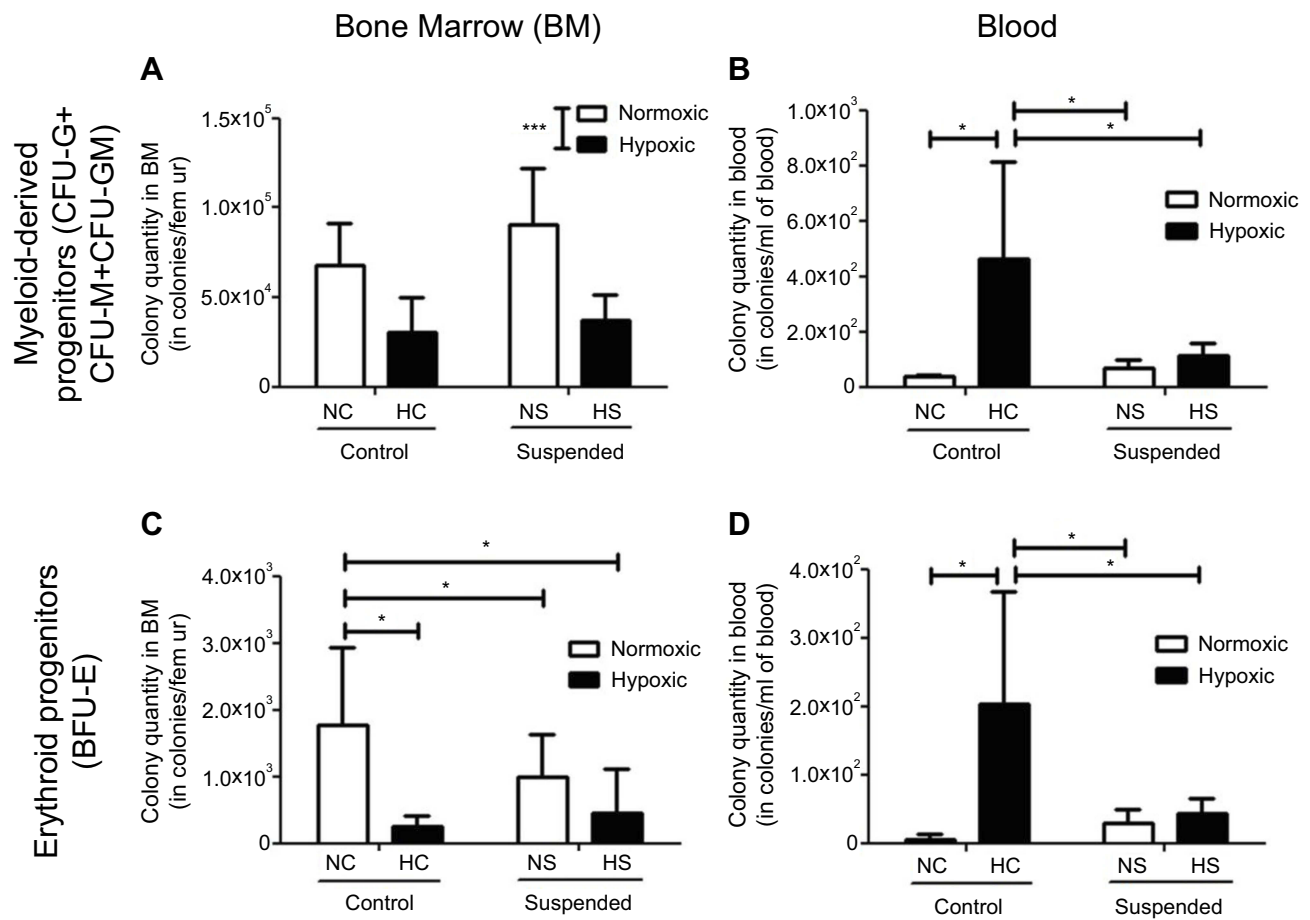 Bone Marrow (BM)
Blood
Myeloid-derived
progenitors (CFU-G+
CFU-M+CFU-GM)
A
Colony quantity in BM
(in colonies/fem ur)
1.5×10⁵
1.0×10⁵
5.0×10⁴
0
***
Normoxic
Hypoxic
NC HC NS HS
Control Suspended
B
Colony quantity in blood
(in colonies/ml of blood)
1.0×10³
8.0×10²
6.0×10²
4.0×10²
2.0×10²
0
*
*
*
Normoxic
Hypoxic
NC HC NS HS
Control Suspended
Erythroid progenitors
(BFU-E)
C
Colony quantity in BM
(in colonies/fem ur)
4.0×10³
3.0×10³
2.0×10³
1.0×10³
0
*
*
*
Normoxic
Hypoxic
NC HC NS HS
Control Suspended
D
Colony quantity in blood
(in colonies/ml of blood)
4.0×10²
3.0×10²
2.0×10²
1.0×10²
0
*
*
*
Normoxic
Hypoxic
NC HC NS HS
Control Suspended